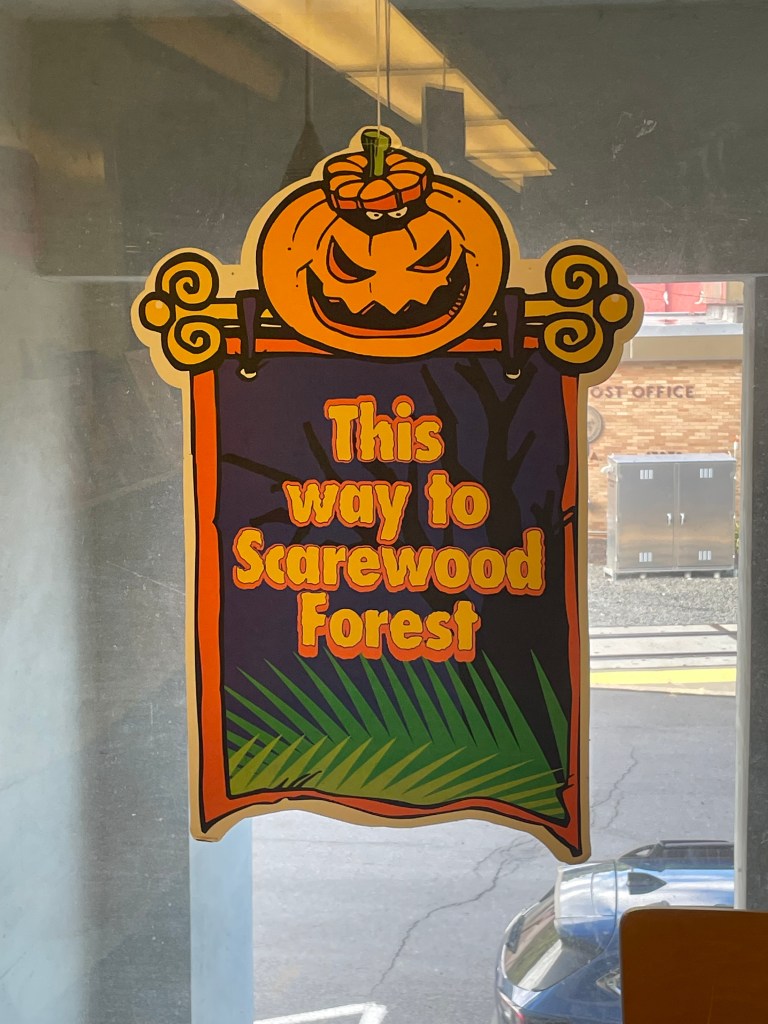 This
way to
Scarewood
Forest
OST OFFICE